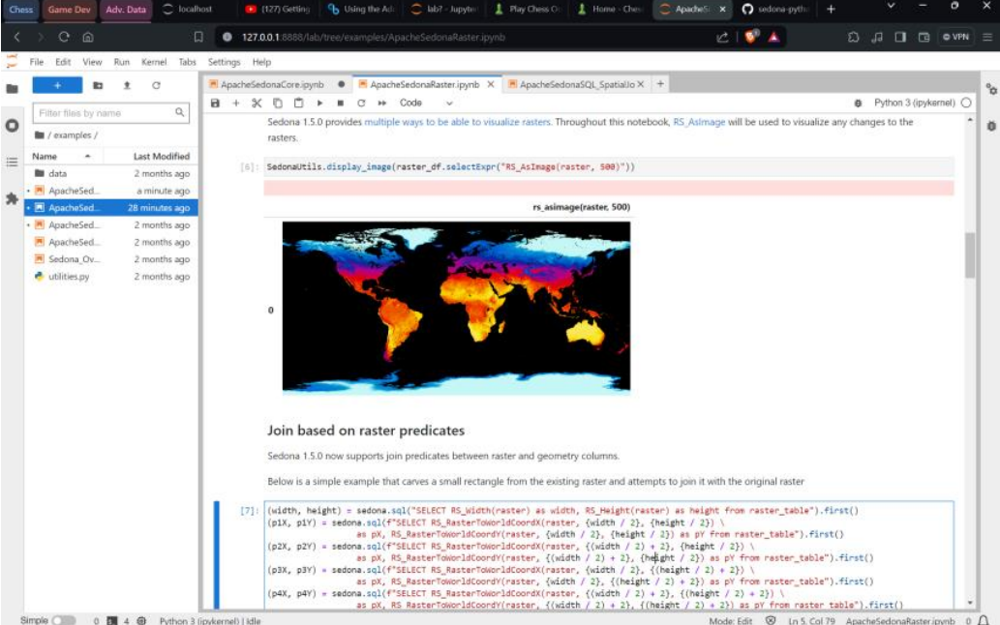 Chess
Game Dev
Adv. Data
localhost
(127) Getting
Using the Ad
lab? - Jupyte
Play Chess O
Home - Ches
ApacheS
sedona-pyth
127.0.0.1:8888/lab/tree/examples/ApacheSedonaRaster.ipynb
VPN
File Edit View Run Kernel Tabs Settings Help
ApacheSedonaCore.ipynb
ApacheSedonaRaster.ipynb
ApacheSedonaSQL_SpatialJo
Code
Python 3 (ipykernel)
Filter files by name
/ examples /
Name Last Modified
data 2 months ago
ApacheSed... a minute ago
ApacheSed... 28 minutes ago
ApacheSed... 2 months ago
ApacheSed... 2 months ago
Sedona_Ov... 2 months ago
utilities.py 2 months ago
Sedona 1.5.0 provides multiple ways to be able to visualize rasters. Throughout this notebook, RS_AsImage will be used to visualize any changes to the
rasters.
[6]: SedonaUtils.display_image(raster_df.selectExpr("RS_AsImage(raster, 500)"))
rs_asimage(raster, 500)
0
Join based on raster predicates
Sedona 1.5.0 now supports join predicates between raster and geometry columns.
Below is a simple example that carves a small rectangle from the existing raster and attempts to join it with the original raster
[7]: (width, height) = sedona.sql("SELECT RS_Width(raster) as width, RS_Height(raster) as height from raster_table").first()
(p1X, p1Y) = sedona.sql(f"SELECT RS_RasterToWorldCoordX(raster, {width / 2}, {height / 2}) \
as pX, RS_RasterToWorldCoordY(raster, {width / 2}, {height / 2}) as pY from raster_table").first()
(p2X, p2Y) = sedona.sql(f"SELECT RS_RasterToWorldCoordX(raster, {(width / 2) + 2}, {height / 2}) \
as pX, RS_RasterToWorldCoordY(raster, {(width / 2) + 2}, {height / 2}) as pY from raster_table").first()
(p3X, p3Y) = sedona.sql(f"SELECT RS_RasterToWorldCoordX(raster, {width / 2}, {(height / 2) + 2}) \
as pX, RS_RasterToWorldCoordY(raster, {width / 2}, {(height / 2) + 2}) as pY from raster_table").first()
(p4X, p4Y) = sedona.sql(f"SELECT RS_RasterToWorldCoordX(raster, {(width / 2) + 2}, {(height / 2) + 2}) \
as pX, RS_RasterToWorldCoordY(raster, {(width / 2) + 2}, {(height / 2) + 2}) as pY from raster_table").first()
Simple 0 1 4 Python 3 (ipykernel) | Idle Mode: Edit Ln 5, Col 79 ApacheSedonaRaster.ipynb 0